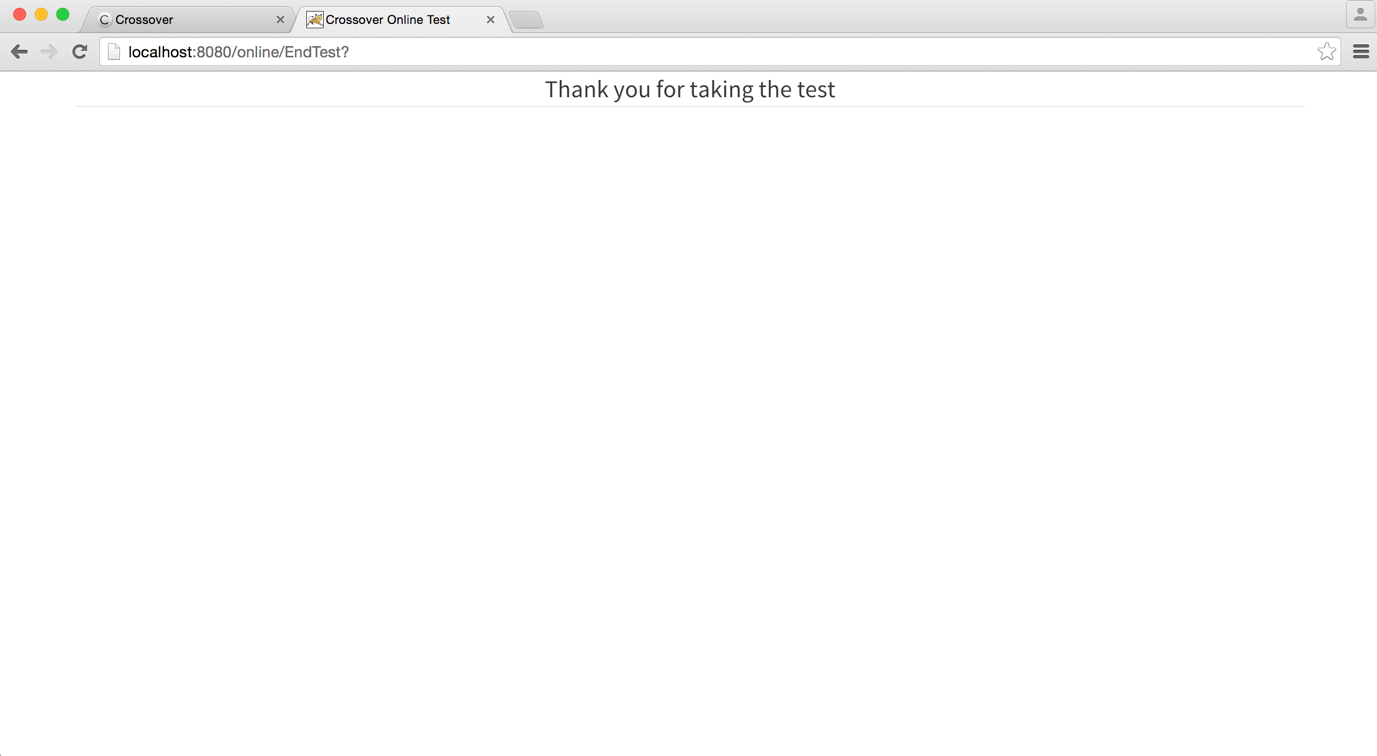 Crossover
Crossover Online Test
localhost:8080/online/EndTest?
Thank you for taking the test